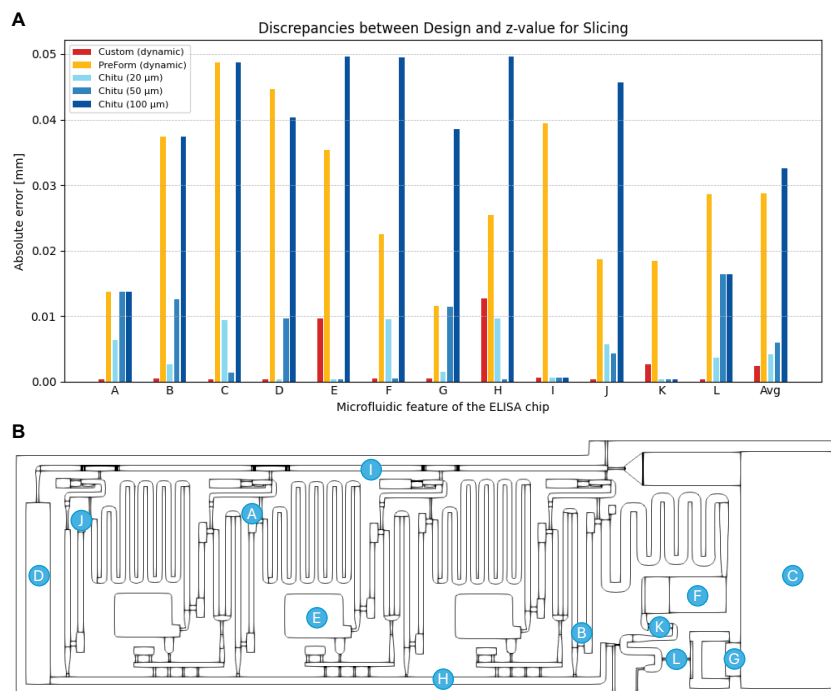 A
Discrepancies between Design and z-value for Slicing
Custom (dynamic)
PreForm (dynamic)
Chitu (20 μm)
Chitu (50 μm)
Chitu (100 μm)
Absolute error [mm]
0.05
0.04
0.03
0.02
0.01
0.00
A B C D E F G H I J K L Avg
Microfluidic feature of the ELISA chip
B
I
J
A
D
C
F
E
K
B
L
G
H